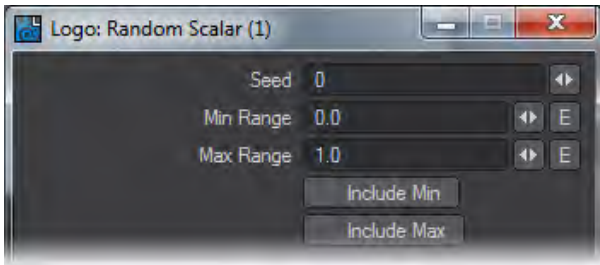 Logo: Random Scalar (1)
Seed 0
Min Range 0.0 E
Max Range 1.0 E
Include Min
Include Max